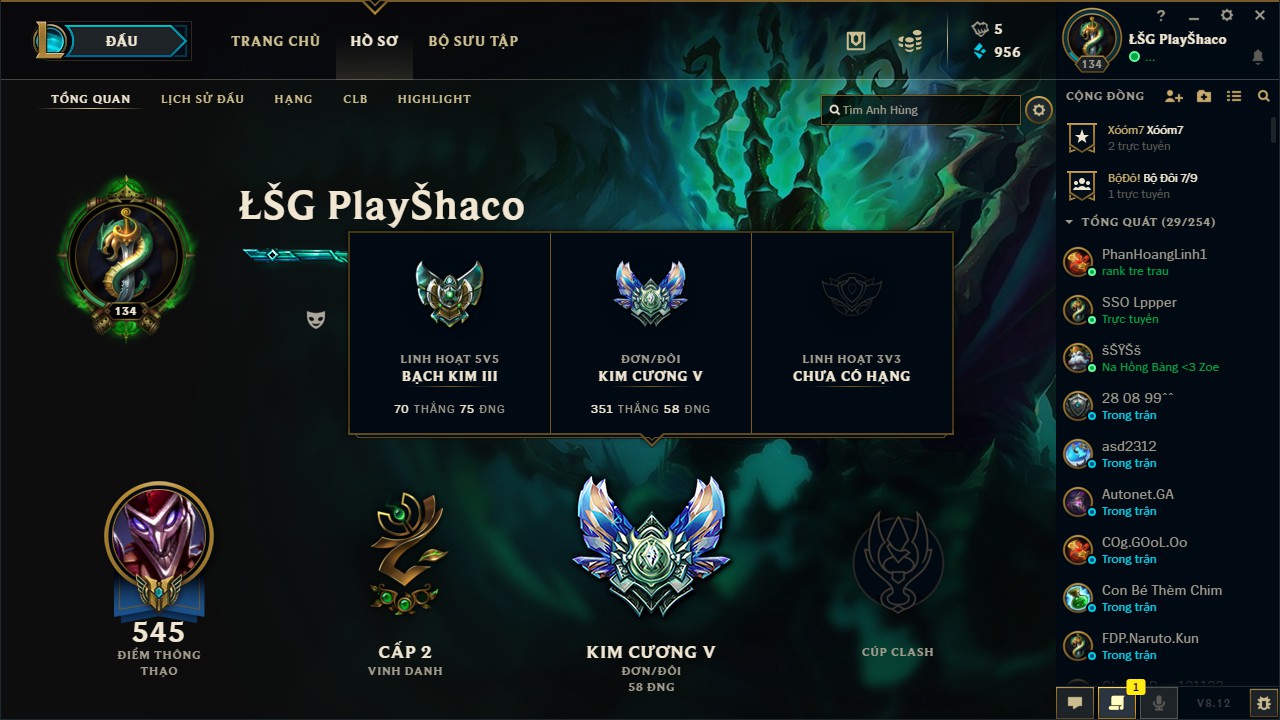 ĐẤU
TRANG CHỦ
HỒ SƠ
BỘ SƯU TẬP
5
956
?
ŁŠG PlayŠhaco
134
...
TỔNG QUAN
LỊCH SỬ ĐẤU
HẠNG
CLB
HIGHLIGHT
Tìm Anh Hùng
CỘNG ĐỒNG
Xóóm7 Xóóm7
2 trực tuyến
BộĐô! Bộ Đôi 7/9
1 trực tuyến
TỔNG QUÁT (29/254)
PhanHoangLinh1
rank tre trau
SSO Lppper
Trực tuyến
šŠŸŠš
Na Hồng Băng <3 Zoe
28 08 99ˆˆ
Trong trận
asd2312
Trong trận
Autonet.GA
Trong trận
COg.GOoL.Oo
Trong trận
Con Bé Thèm Chim
Trong trận
FDP.Naruto.Kun
Trong trận
1
V8.12
ŁŠG PlayŠhaco
134
LINH HOẠT 5V5
BẠCH KIM III
70 THẮNG 75 ĐNG
ĐƠN/ĐÔI
KIM CƯƠNG V
351 THẮNG 58 ĐNG
LINH HOẠT 3V3
CHƯA CÓ HẠNG
545
ĐIỂM THÔNG
THẠO
CẤP 2
VINH DANH
KIM CƯƠNG V
ĐƠN/ĐÔI
58 ĐNG
CÚP CLASH